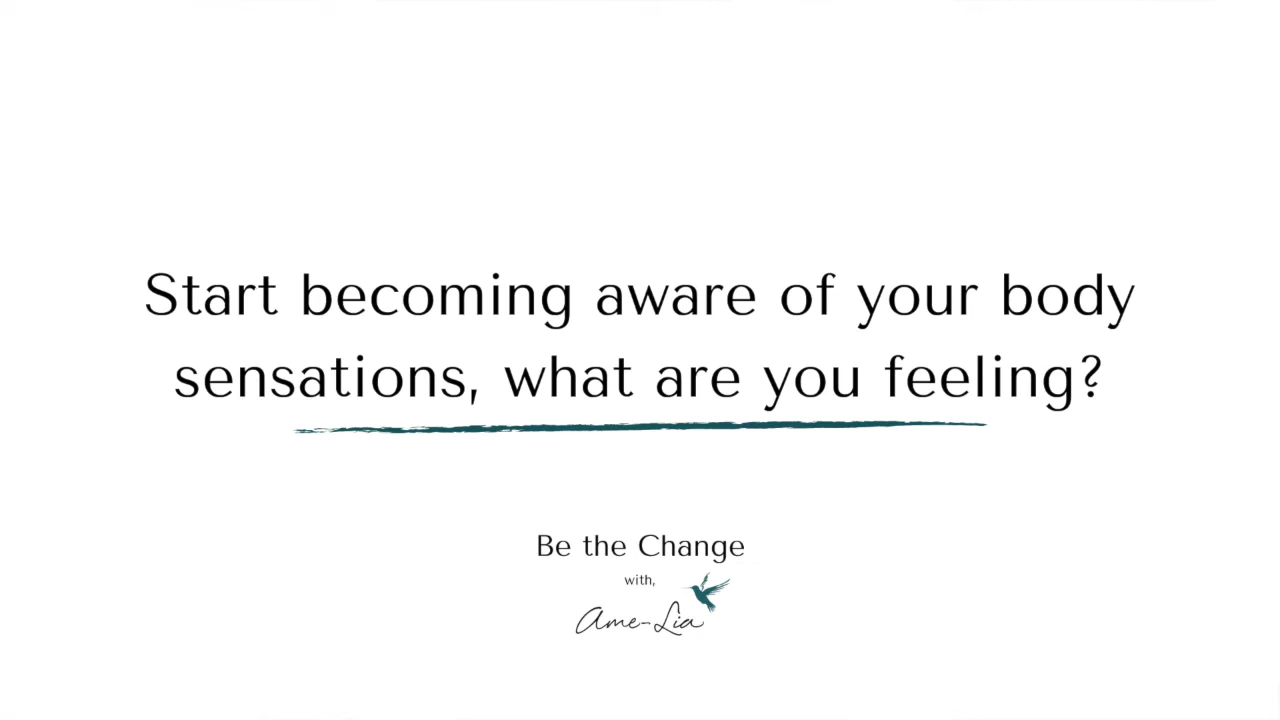 Start becoming aware of your body
sensations, what are you feeling?
Be the Change
with,
Ame-Lia